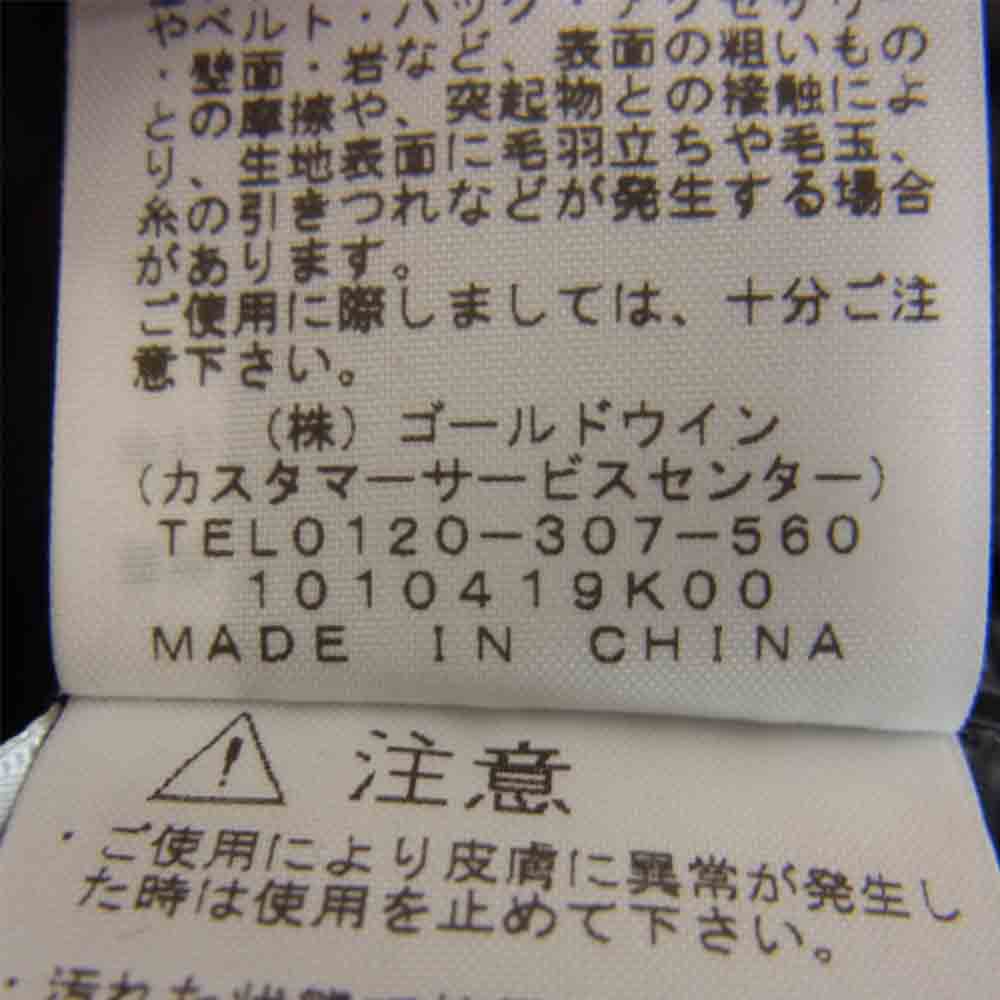 やベルト・バッグ・アクセサリー
・壁面・岩など、表面の粗いもの
との摩擦や、突起物との接触によ
り、生地表面に毛羽立ちや毛玉、
糸の引きつれなどが発生する場合
があります。
ご使用に際しましては、十分ご注
意下さい。
(株) ゴールドウイン
(カスタマーサービスセンター)
TEL0120-307-560
1010419K00
MADE IN CHINA
注意
・ご使用により皮膚に異常が発生し
た時は使用を止めて下さい。
・汚れた状態で